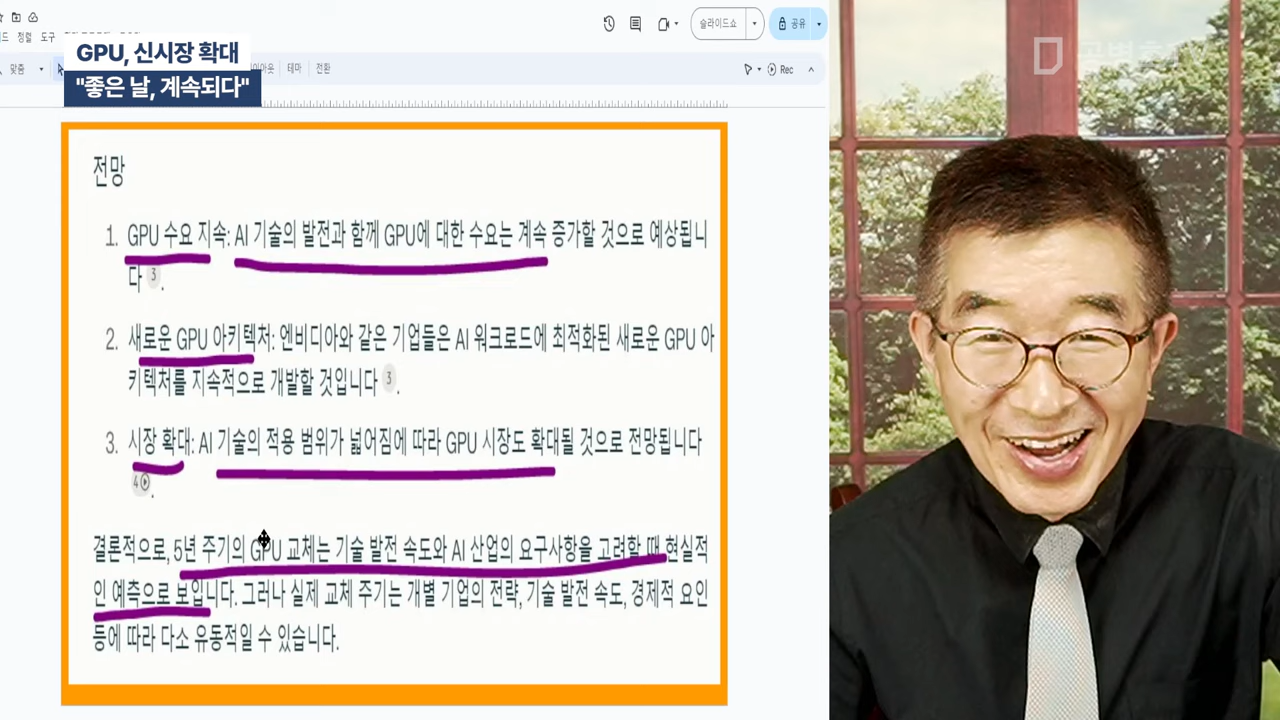 슬라이드쇼
공유
정렬 도구
GPU, 신시장 확대
"좋은 날, 계속되다"
맞춤
테마 전환
Rec
전망
1. GPU 수요 지속: AI 기술의 발전과 함께 GPU에 대한 수요는 계속 증가할 것으로 예상됩니
다 3 .
2. 새로운 GPU 아키텍처: 엔비디아와 같은 기업들은 AI 워크로드에 최적화된 새로운 GPU 아
키텍처를 지속적으로 개발할 것입니다 3 .
3. 시장 확대: AI 기술의 적용 범위가 넓어짐에 따라 GPU 시장도 확대될 것으로 전망됩니다
4 .
결론적으로, 5년 주기의 GPU 교체는 기술 발전 속도와 AI 산업의 요구사항을 고려할 때 현실적
인 예측으로 보입니다. 그러나 실제 교체 주기는 개별 기업의 전략, 기술 발전 속도, 경제적 요인
등에 따라 다소 유동적일 수 있습니다.